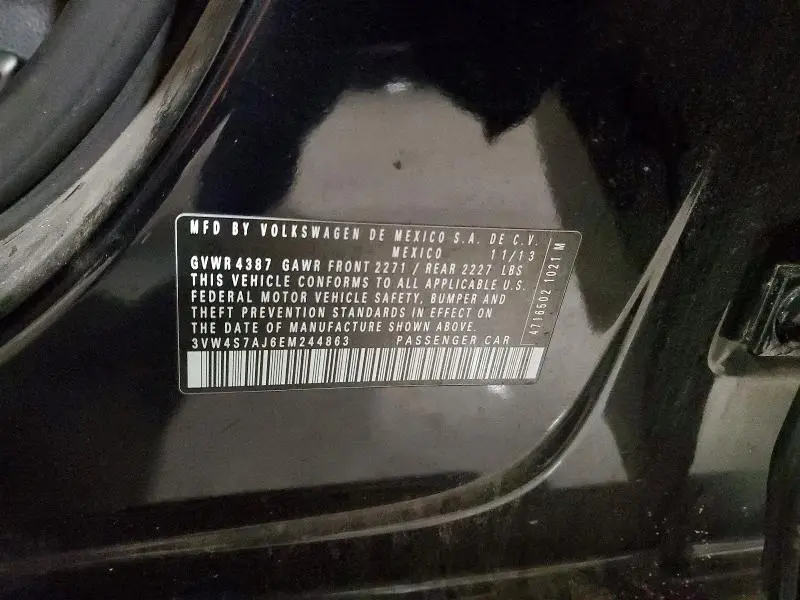 MFD BY VOLKSWAGEN DE MEXICO S.A. DE C.V.
MEXICO 11/13
GVWR 4387 GAWR FRONT 2271 / REAR 2227 LBS
THIS VEHICLE CONFORMS TO ALL APPLICABLE U.S.
FEDERAL MOTOR VEHICLE SAFETY, BUMPER AND
THEFT PREVENTION STANDARDS IN EFFECT ON
THE DATE OF MANUFACTURE SHOWN ABOVE.
3VW4S7AJ6EM244863 PASSENGER CAR
4716502 1021 M